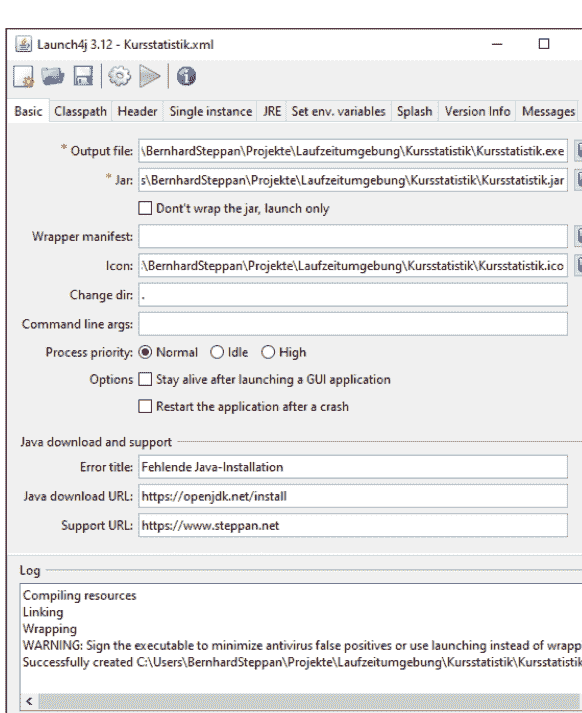 Launch4j 3.12 - Kursstatistik.xml
Basic Classpath Header Single instance JRE Set env. variables Splash Version Info Messages
* Output file: \BernhardSteppan\Projekte\Laufzeitumgebung\Kursstatistik\Kursstatistik.exe
* Jar: s\BernhardSteppan\Projekte\Laufzeitumgebung\Kursstatistik\Kursstatistik.jar
Dont't wrap the jar, launch only
Wrapper manifest:
Icon: \BernhardSteppan\Projekte\Laufzeitumgebung\Kursstatistik\Kursstatistik.ico
Change dir: .
Command line args:
Process priority: Normal Idle High
Options Stay alive after launching a GUI application
Restart the application after a crash
Java download and support
Error title: Fehlende Java-Installation
Java download URL: https://openjdk.net/install
Support URL: https://www.steppan.net
Log
Compiling resources
Linking
Wrapping
WARNING: Sign the executable to minimize antivirus false positives or use launching instead of wrapp
Successfully created C:\Users\BernhardSteppan\Projekte\Laufzeitumgebung\Kursstatistik\Kursstatistik